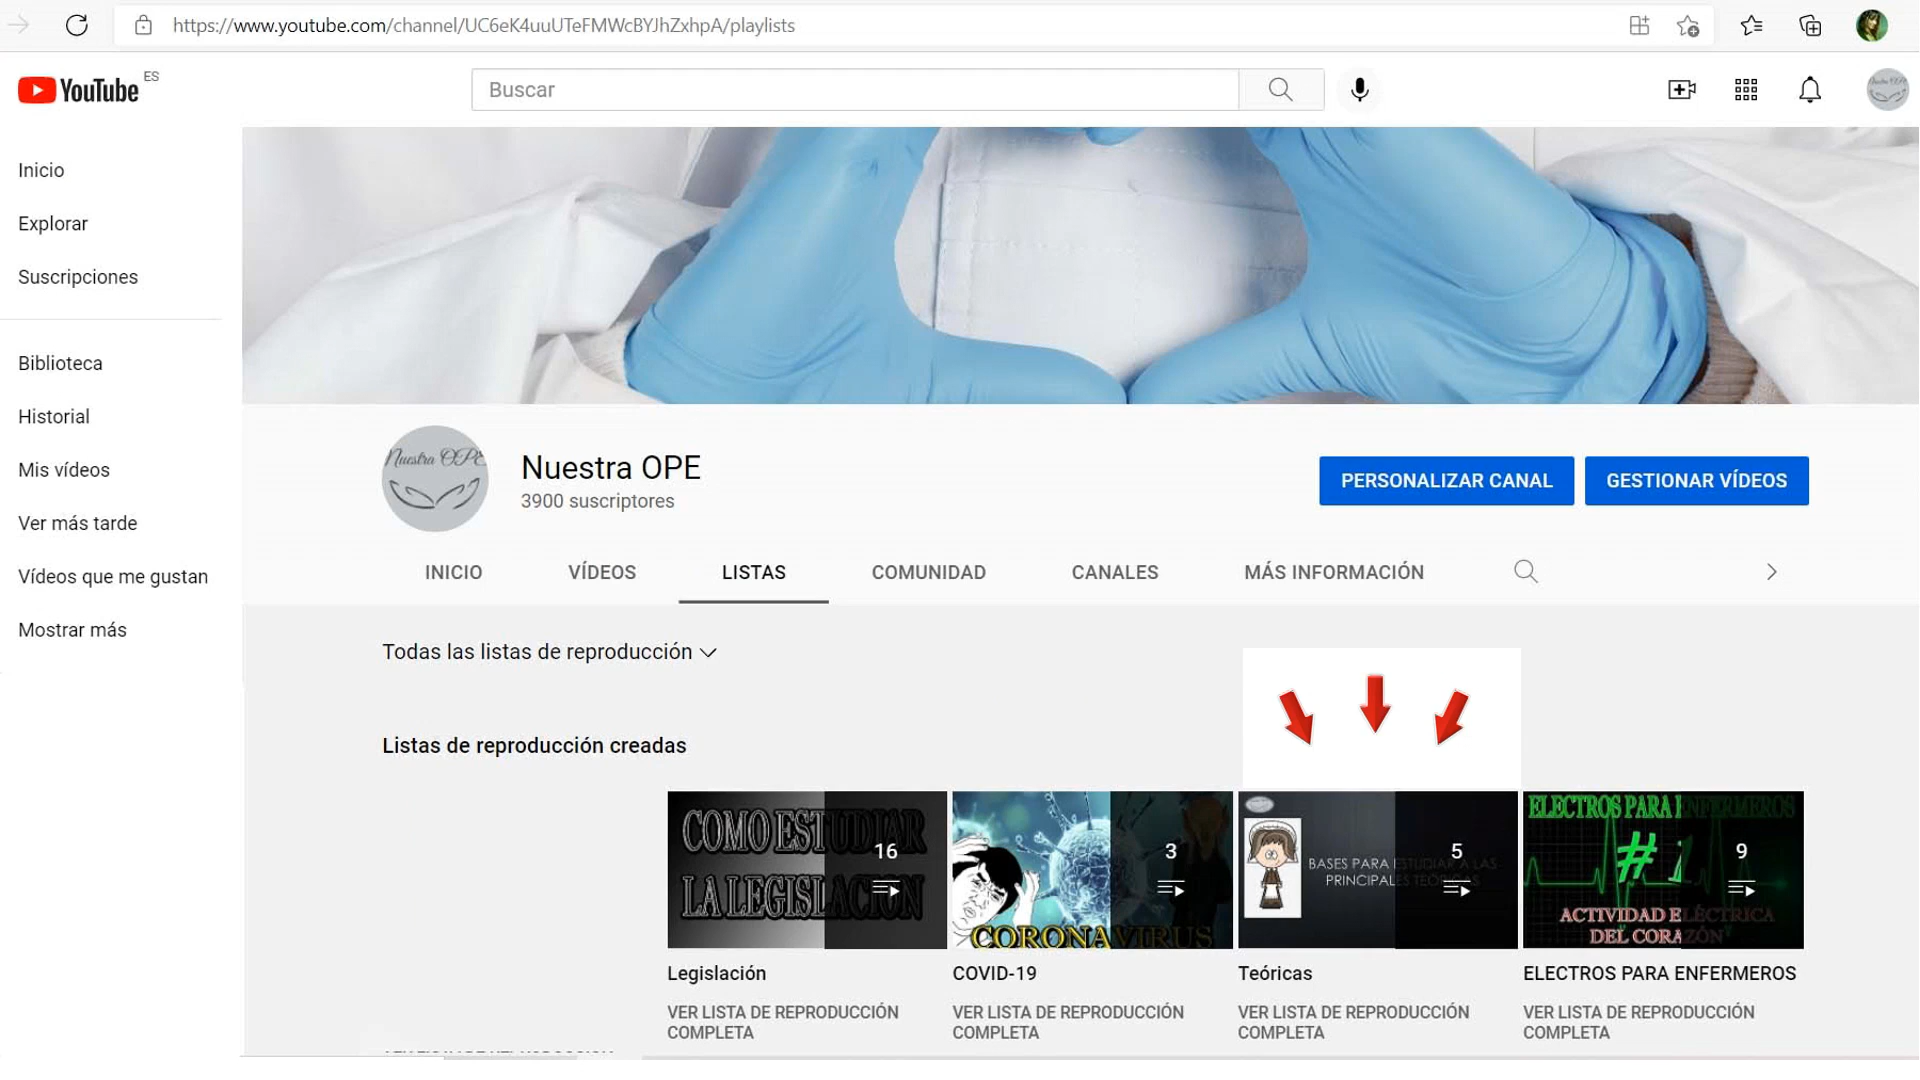 https://www.youtube.com/channel/UC6eK4uuUTeFMWcBYJhZxhpA/playlists
YouTube ES
Buscar
Inicio
Explorar
Suscripciones
Biblioteca
Historial
Mis vídeos
Ver más tarde
Vídeos que me gustan
Mostrar más
Nuestra OPE
Nuestra OPE
3900 suscriptores
PERSONALIZAR CANAL
GESTIONAR VÍDEOS
INICIO
VÍDEOS
LISTAS
COMUNIDAD
CANALES
MÁS INFORMACIÓN
Todas las listas de reproducción
Listas de reproducción creadas
COMO ESTUDIAR
LA LEGISLACION
16
Legislación
VER LISTA DE REPRODUCCIÓN
COMPLETA
CORONAVIRUS
3
COVID-19
VER LISTA DE REPRODUCCIÓN
COMPLETA
BASES PARA ESTUDIAR A LAS
PRINCIPALES TEÓRICAS
5
Teóricas
VER LISTA DE REPRODUCCIÓN
COMPLETA
ELECTROS PARA ENFERMEROS
# 1
ACTIVIDAD ELÉCTRICA
DEL CORAZÓN
9
ELECTROS PARA ENFERMEROS
VER LISTA DE REPRODUCCIÓN
COMPLETA